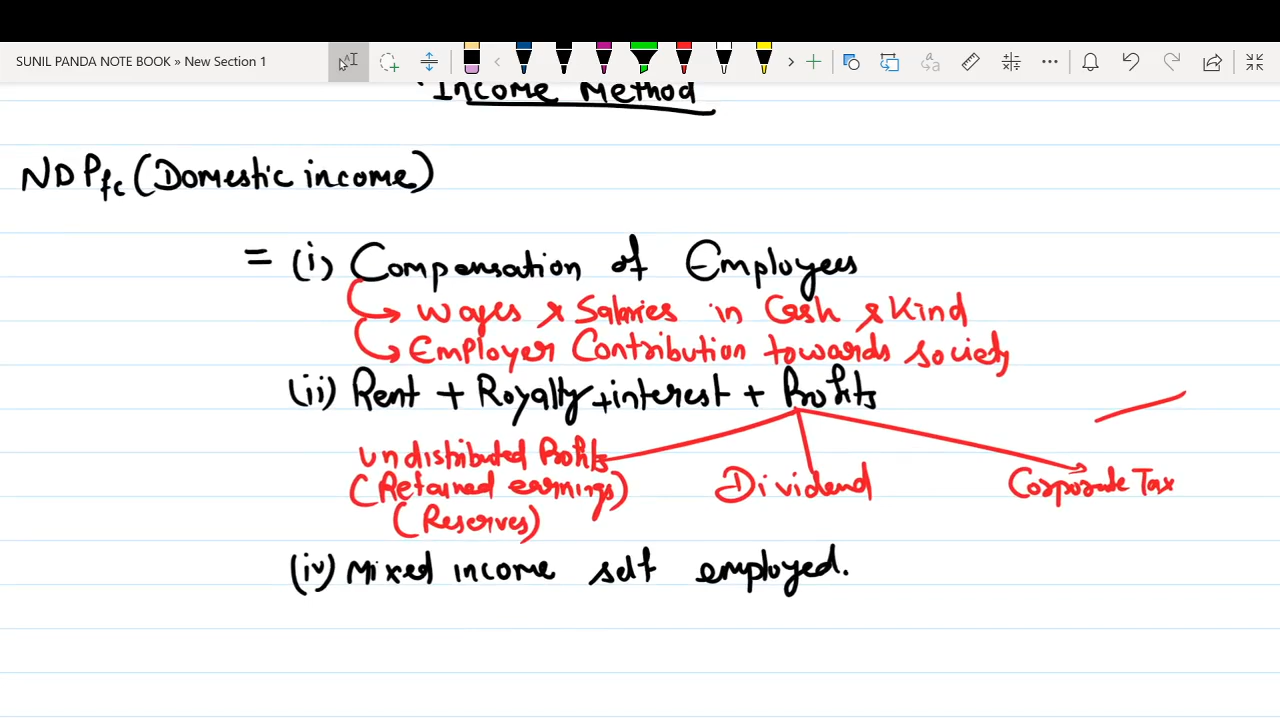 SUNIL PANDA NOTE BOOK » New Section 1
Income Method
NDPfc (Domestic income)
= (i) Compensation of Employees
→ Wages & Salaries in Cash & Kind
→ Employer Contribution towards society
(ii) Rent + Royalty + interest + Profits
undistributed Profits
(Retained earnings)
(Reserves)
Dividend
Corporate Tax
(iv) Mixed income self employed.